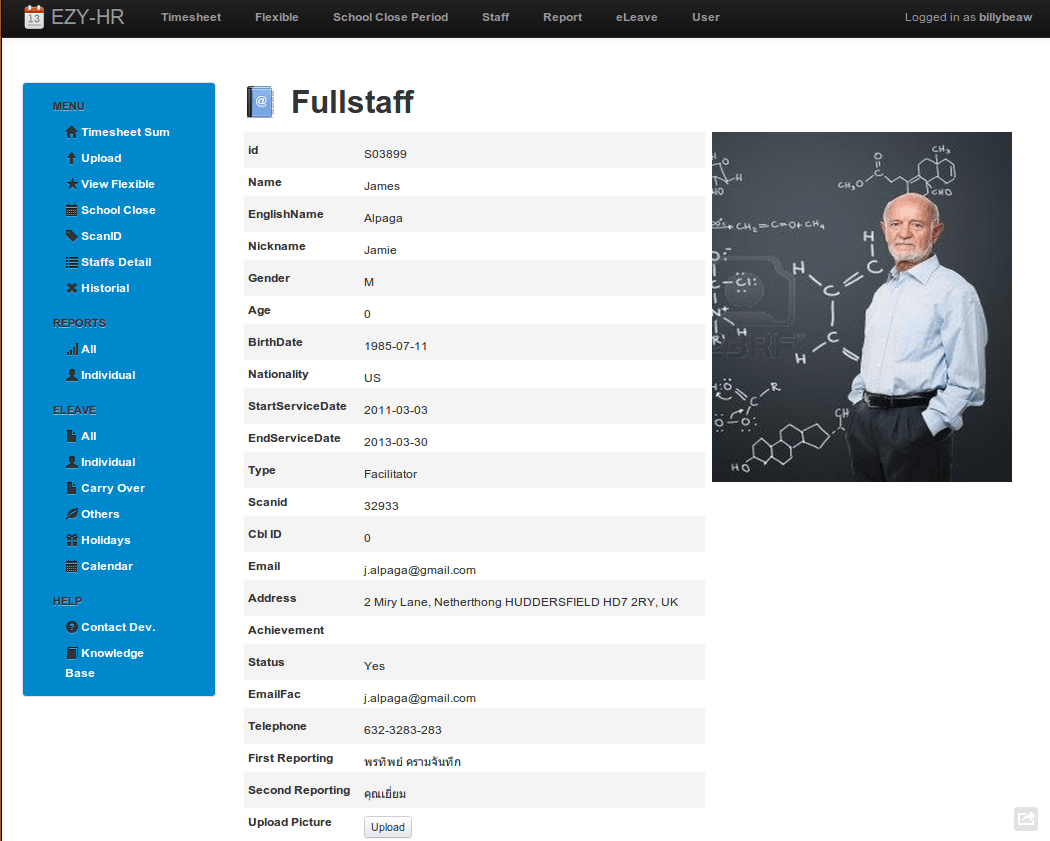 EZY-HR Timesheet Flexible School Close Period Staff Report eLeave User Logged in as billybeaw
MENU
Timesheet Sum
Upload
View Flexible
School Close
ScanID
Staffs Detail
Historial
REPORTS
All
Individual
ELEAVE
All
Individual
Carry Over
Others
Holidays
Calendar
HELP
Contact Dev.
Knowledge
Base
Fullstaff
id S03899
Name James
EnglishName Alpaga
Nickname Jamie
Gender M
Age 0
BirthDate 1985-07-11
Nationality US
StartServiceDate 2011-03-03
EndServiceDate 2013-03-30
Type Facilitator
Scanid 32933
Cbl ID 0
Email j.alpaga@gmail.com
Address 2 Miry Lane, Netherthong HUDDERSFIELD HD7 2RY, UK
Achievement
Status Yes
EmailFac j.alpaga@gmail.com
Telephone 632-3283-283
First Reporting พรทิพย์ ครามจันทึก
Second Reporting คุณเยี่ยม
Upload Picture Upload